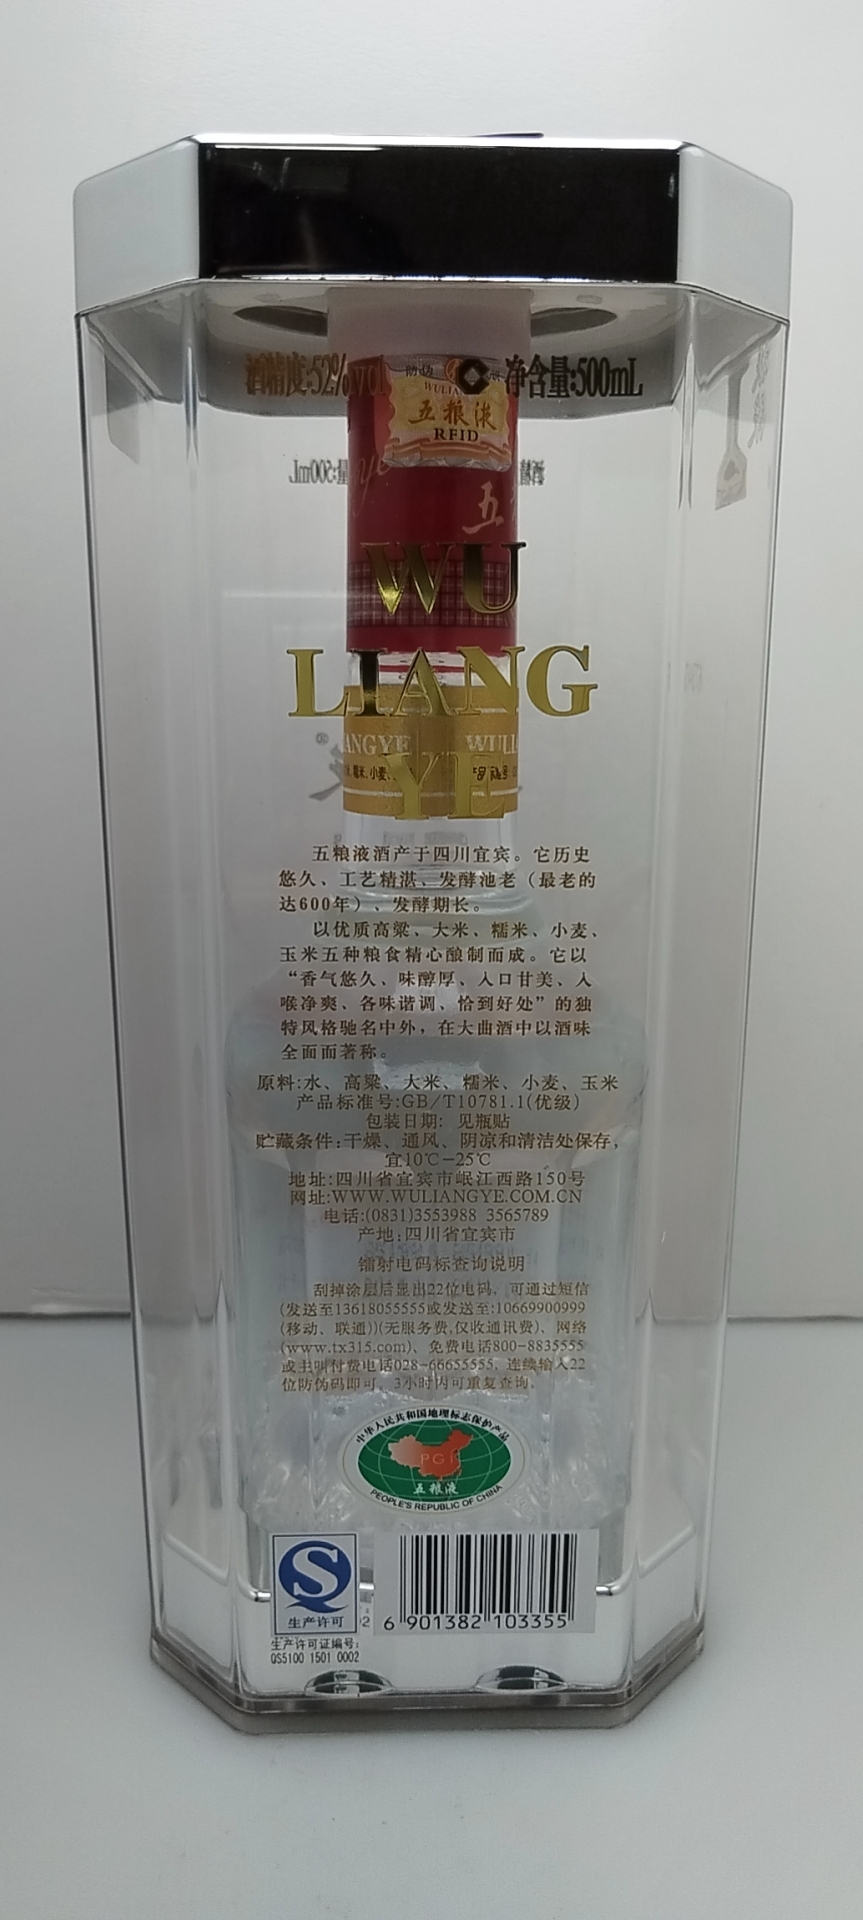 酒精度:52%vol 净含量:500mL
防伪
WULIA
五粮液
RFID
五
WU
LIANG
YE
ANGYE WULI
五粮液酒产于四川宜宾。它历史
悠久、工艺精湛、发酵池老（最老的
达600年）、发酵期长。
以优质高粱、大米、糯米、小麦、
玉米五种粮食精心酿制而成。它以
“香气悠久、味醇厚、入口甘美、入
喉净爽、各味谐调、恰到好处”的独
特风格驰名中外，在大曲酒中以酒味
全面而著称。
原料:水、高粱、大米、糯米、小麦、玉米
产品标准号:GB/T10781.1(优级)
包装日期: 见瓶贴
贮藏条件:干燥、通风、阴凉和清洁处保存，
宜10℃-25℃
地址:四川省宜宾市岷江西路150号
网址:WWW.WULIANGYE.COM.CN
电话:(0831)3553988 3565789
产地:四川省宜宾市
镭射电码标查询说明
刮掉涂层后显出22位电码，可通过短信
(发送至13618055555或发送至:10669900999
(移动、联通))(无服务费,仅收通讯费)、网络
(www.tx315.com)、免费电话800-8835555
或主叫付费电话028-66655555, 连续输入22
位防伪码即可。3小时内可重复查询。
中华人民共和国地理标志保护产品
PGI
五粮液
PEOPLE'S REPUBLIC OF CHINA
生产许可
6 901382 103355
生产许可证编号:
QS5100 1501 0002